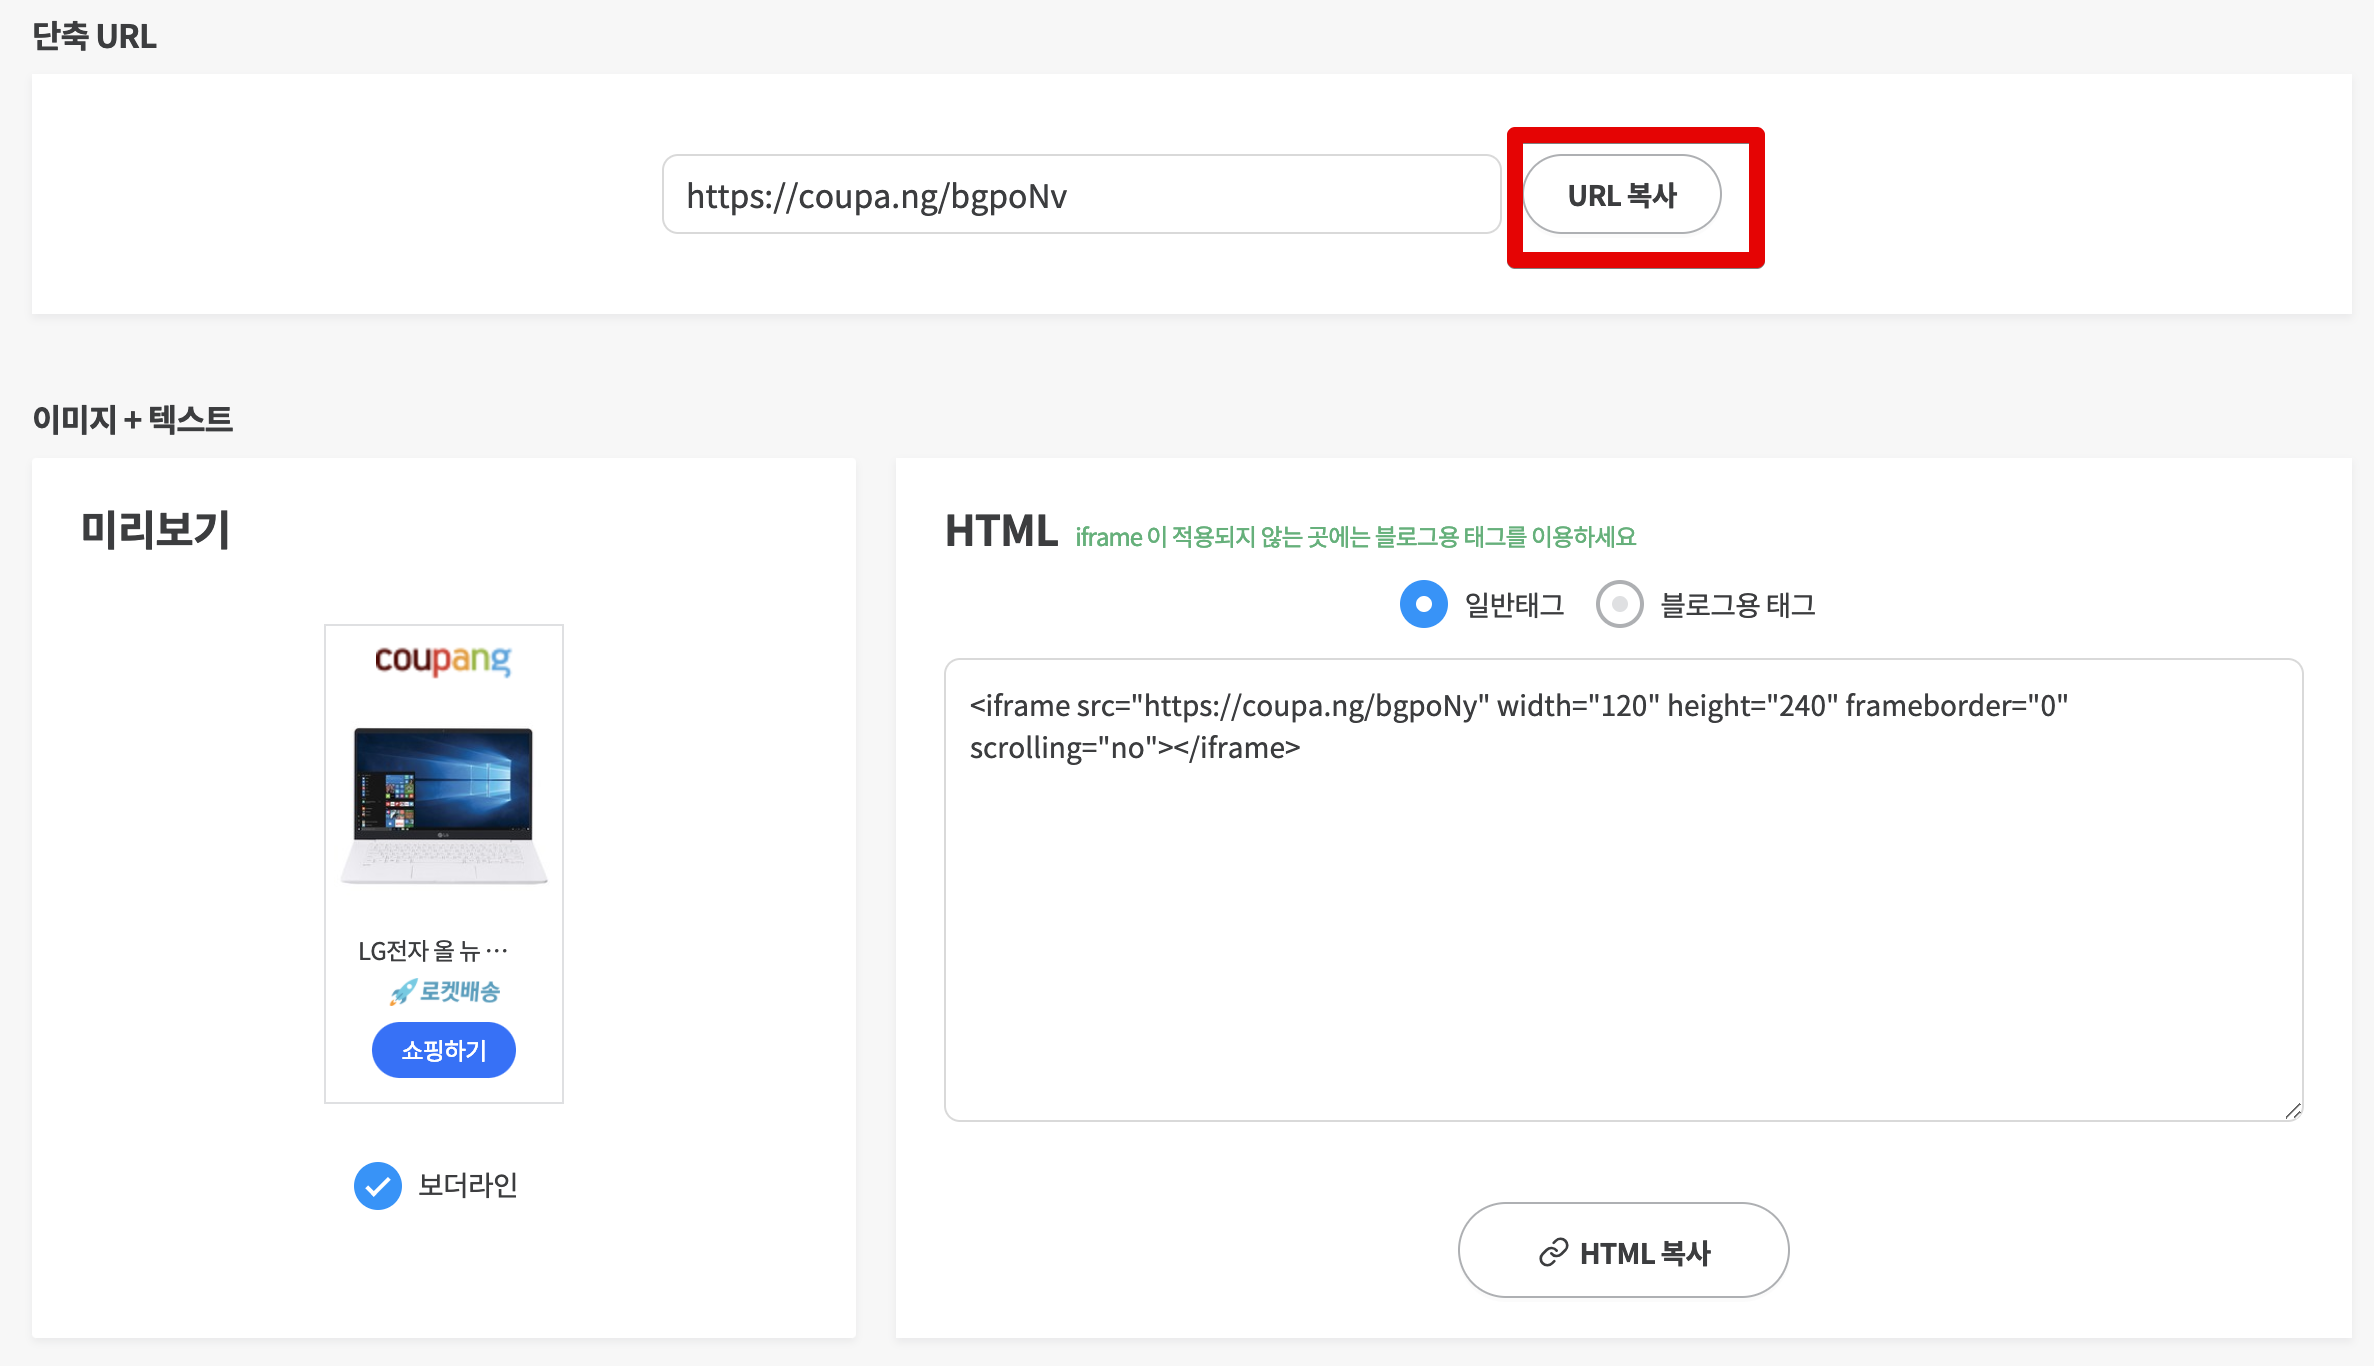 단축 URL
https://coupa.ng/bgpoNv
URL 복사
이미지 + 텍스트
미리보기
coupang
LG전자 올 뉴 …
로켓배송
쇼핑하기
보더라인
HTML iframe 이 적용되지 않는 곳에는 블로그용 태그를 이용하세요
일반태그 블로그용 태그
<iframe src="https://coupa.ng/bgpoNy" width="120" height="240" frameborder="0"
scrolling="no"></iframe>
HTML 복사